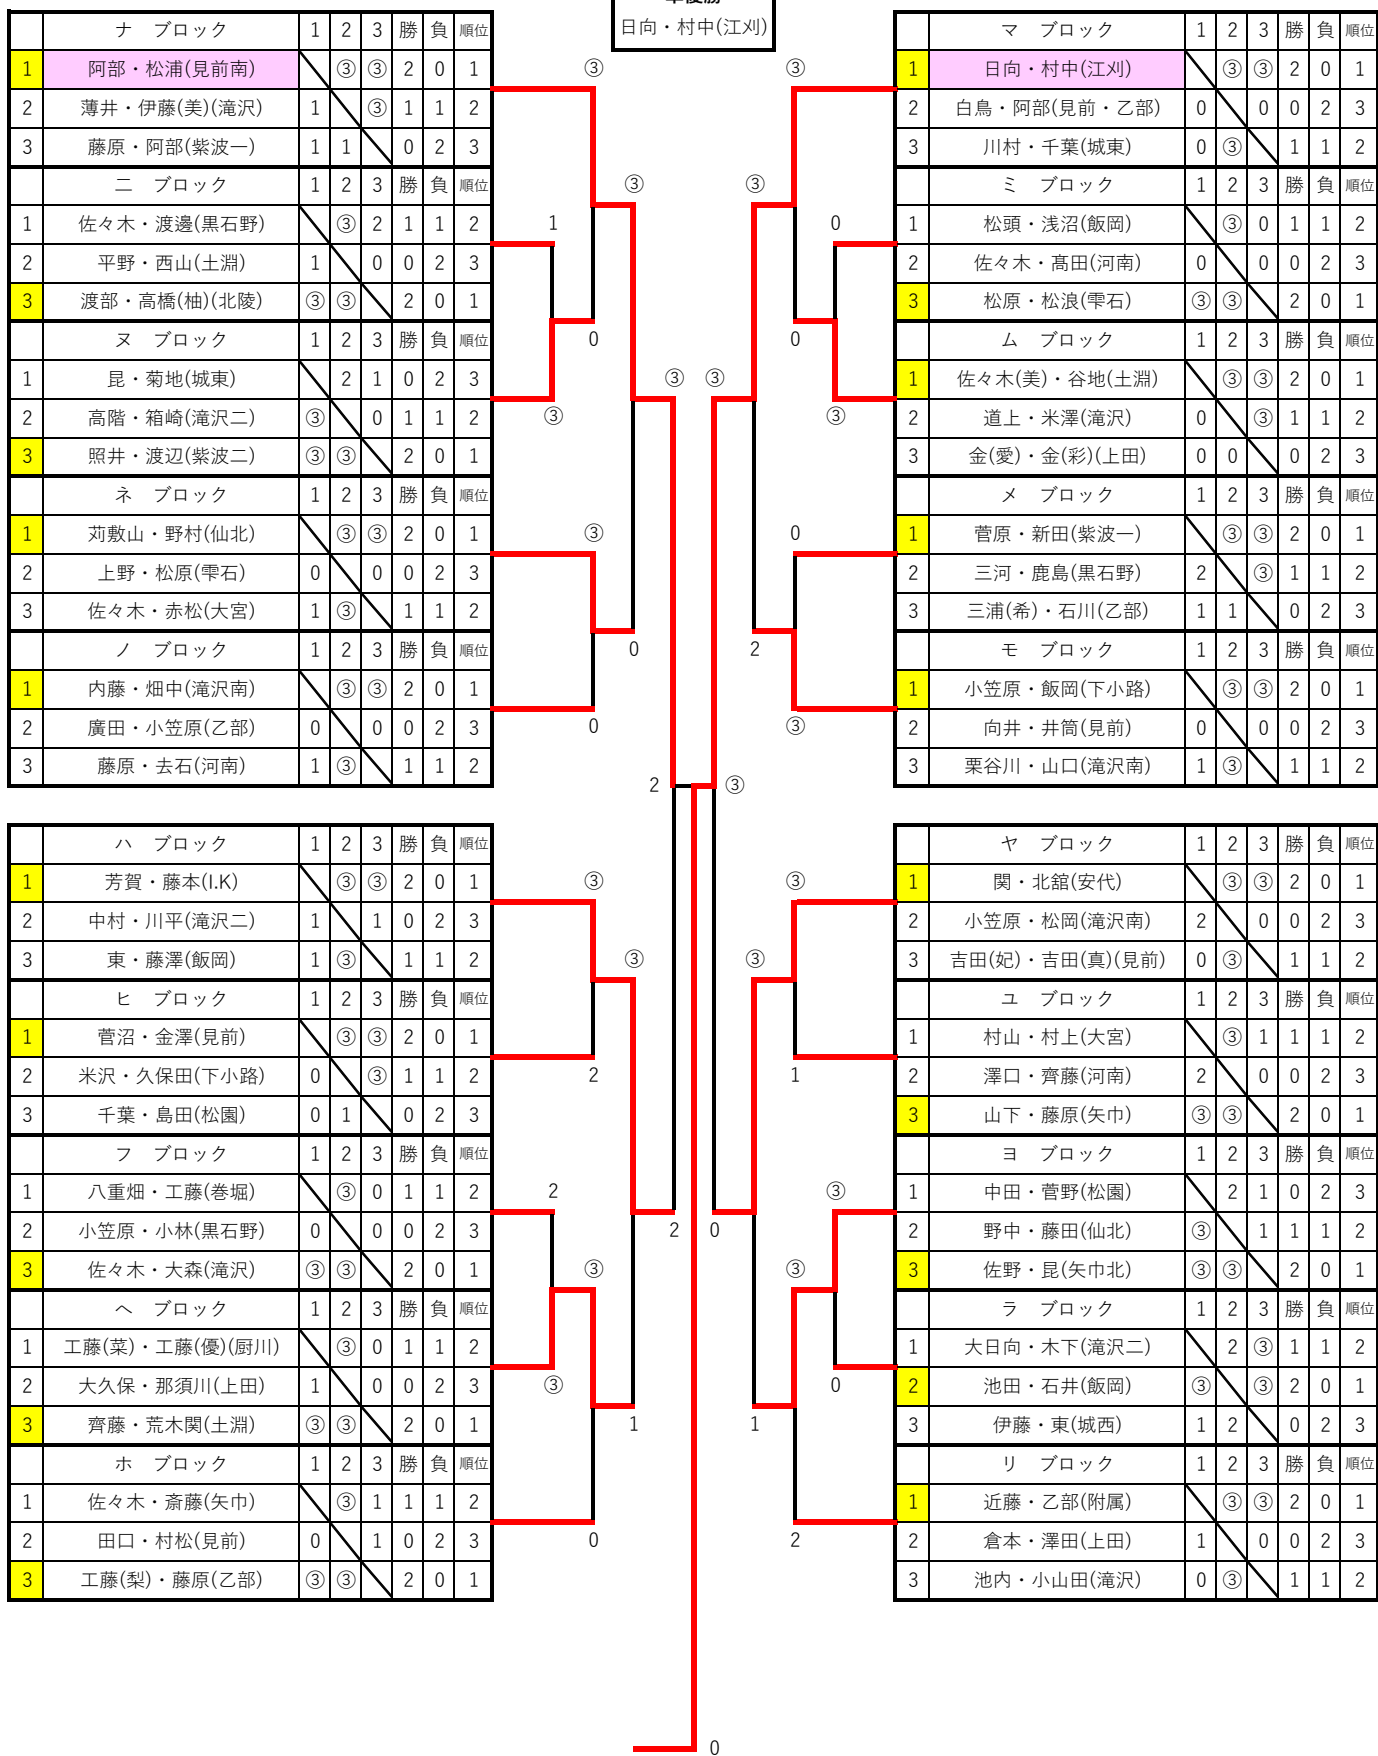 日向・村中(江刈)
ナ ブロック 1 2 3 勝 負 順位
1 阿部・松浦(見前南) ③ ③ 2 0 1
2 薄井・伊藤(美)(滝沢) 1 ③ 1 1 2
3 藤原・阿部(紫波一) 1 1 0 2 3
二 ブロック 1 2 3 勝 負 順位
1 佐々木・渡邊(黒石野) ③ 2 1 1 2
2 平野・西山(土淵) 1 0 0 2 3
3 渡部・高橋(柚)(北陵) ③ ③ 2 0 1
ヌ ブロック 1 2 3 勝 負 順位
1 昆・菊地(城東) 2 1 0 2 3
2 高階・箱崎(滝沢二) ③ 0 1 1 2
3 照井・渡辺(紫波二) ③ ③ 2 0 1
ネ ブロック 1 2 3 勝 負 順位
1 苅敷山・野村(仙北) ③ ③ 2 0 1
2 上野・松原(雫石) 0 0 0 2 3
3 佐々木・赤松(大宮) 1 ③ 1 1 2
ノ ブロック 1 2 3 勝 負 順位
1 内藤・畑中(滝沢南) ③ ③ 2 0 1
2 廣田・小笠原(乙部) 0 0 0 2 3
3 藤原・去石(河南) 1 ③ 1 1 2
ハ ブロック 1 2 3 勝 負 順位
1 芳賀・藤本(I.K) ③ ③ 2 0 1
2 中村・川平(滝沢二) 1 1 0 2 3
3 東・藤澤(飯岡) 1 ③ 1 1 2
ヒ ブロック 1 2 3 勝 負 順位
1 菅沼・金澤(見前) ③ ③ 2 0 1
2 米沢・久保田(下小路) 0 ③ 1 1 2
3 千葉・島田(松園) 0 1 0 2 3
フ ブロック 1 2 3 勝 負 順位
1 八重畑・工藤(巻堀) ③ 0 1 1 2
2 小笠原・小林(黒石野) 0 0 0 2 3
3 佐々木・大森(滝沢) ③ ③ 2 0 1
ヘ ブロック 1 2 3 勝 負 順位
1 工藤(菜)・工藤(優)(厨川) ③ 0 1 1 2
2 大久保・那須川(上田) 1 0 0 2 3
3 齊藤・荒木関(土淵) ③ ③ 2 0 1
ホ ブロック 1 2 3 勝 負 順位
1 佐々木・斎藤(矢巾) ③ 1 1 1 2
2 田口・村松(見前) 0 1 0 2 3
3 工藤(梨)・藤原(乙部) ③ ③ 2 0 1
③ ③
③ ③
1 0
0 0
③ ③ ③ ③
③ 0
0 2
0 ③
2 ③
③ ③
③ ③
2 1
2 ③
2 0
③ ③
③ 0
1 1
0 2
0
マ ブロック 1 2 3 勝 負 順位
1 日向・村中(江刈) ③ ③ 2 0 1
2 白鳥・阿部(見前・乙部) 0 0 0 2 3
3 川村・千葉(城東) 0 ③ 1 1 2
ミ ブロック 1 2 3 勝 負 順位
1 松頭・浅沼(飯岡) ③ 0 1 1 2
2 佐々木・髙田(河南) 0 0 0 2 3
3 松原・松浪(雫石) ③ ③ 2 0 1
ム ブロック 1 2 3 勝 負 順位
1 佐々木(美)・谷地(土淵) ③ ③ 2 0 1
2 道上・米澤(滝沢) 0 ③ 1 1 2
3 金(愛)・金(彩)(上田) 0 0 0 2 3
メ ブロック 1 2 3 勝 負 順位
1 菅原・新田(紫波一) ③ ③ 2 0 1
2 三河・鹿島(黒石野) 2 ③ 1 1 2
3 三浦(希)・石川(乙部) 1 1 0 2 3
モ ブロック 1 2 3 勝 負 順位
1 小笠原・飯岡(下小路) ③ ③ 2 0 1
2 向井・井筒(見前) 0 0 0 2 3
3 栗谷川・山口(滝沢南) 1 ③ 1 1 2
ヤ ブロック 1 2 3 勝 負 順位
1 関・北舘(安代) ③ ③ 2 0 1
2 小笠原・松岡(滝沢南) 2 0 0 2 3
3 吉田(妃)・吉田(真)(見前) 0 ③ 1 1 2
ユ ブロック 1 2 3 勝 負 順位
1 村山・村上(大宮) ③ 1 1 1 2
2 澤口・齊藤(河南) 2 0 0 2 3
3 山下・藤原(矢巾) ③ ③ 2 0 1
ヨ ブロック 1 2 3 勝 負 順位
1 中田・菅野(松園) 2 1 0 2 3
2 野中・藤田(仙北) ③ 1 1 1 2
3 佐野・昆(矢巾北) ③ ③ 2 0 1
ラ ブロック 1 2 3 勝 負 順位
1 大日向・木下(滝沢二) 2 ③ 1 1 2
2 池田・石井(飯岡) ③ ③ 2 0 1
3 伊藤・東(城西) 1 2 0 2 3
リ ブロック 1 2 3 勝 負 順位
1 近藤・乙部(附属) ③ ③ 2 0 1
2 倉本・澤田(上田) 1 0 0 2 3
3 池内・小山田(滝沢) 0 ③ 1 1 2